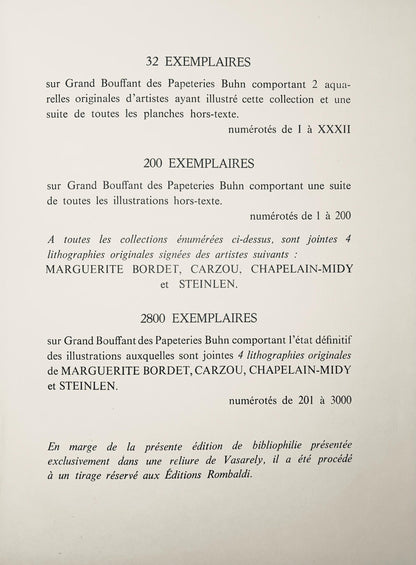 32 EXEMPLAIRES
sur Grand Bouffant des Papeteries Buhn comportant 2 aqua-
relles originales d'artistes ayant illustré cette collection et une
suite de toutes les planches hors-texte.
numérotés de I à XXXII
200 EXEMPLAIRES
sur Grand Bouffant des Papeteries Buhn comportant une suite
de toutes les illustrations hors-texte.
numérotés de 1 à 200
A toutes les collections énumérées ci-dessus, sont jointes 4
lithographies originales signées des artistes suivants :
MARGUERITE BORDET, CARZOU, CHAPELAIN-MIDY
et STEINLEN.
2800 EXEMPLAIRES
sur Grand Bouffant des Papeteries Buhn comportant l'état définitif
des illustrations auxquelles sont jointes 4 lithographies originales
de MARGUERITE BORDET, CARZOU, CHAPELAIN-MIDY
et STEINLEN.
numérotés de 201 à 3000
En marge de la présente édition de bibliophilie présentée
exclusivement dans une reliure de Vasarely, il a été procédé
à un tirage réservé aux Éditions Rombaldi.